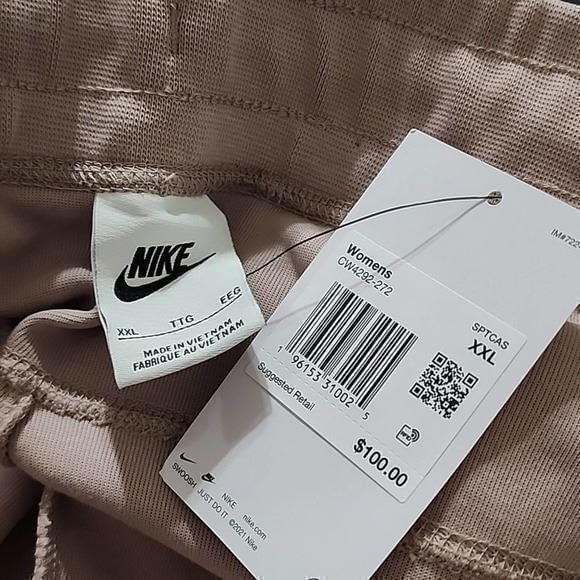 NIKE
XXL TTG EEG
MADE IN VIETNAM
FABRIQUE AU VIETNAM
Womens
CW4292-272
SPTCAS
XXL
1 96153 31002 5
Suggested Retail
$100.00
NIKE nike.com
SWOOSH JUST DO IT ©2021 Nike